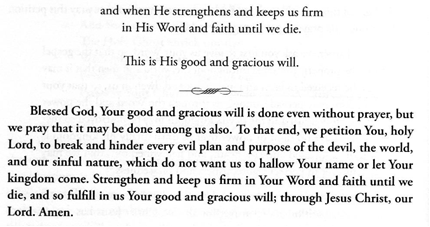 and when He strengthens and keeps us firm
in His Word and faith until we die.
This is His good and gracious will.
Blessed God, Your good and gracious will is done even without prayer, but
we pray that it may be done among us also. To that end, we petition You, holy
Lord, to break and hinder every evil plan and purpose of the devil, the world,
and our sinful nature, which do not want us to hallow Your name or let Your
kingdom come. Strengthen and keep us firm in Your Word and faith until we
die, and so fulfill in us Your good and gracious will; through Jesus Christ, our
Lord. Amen.